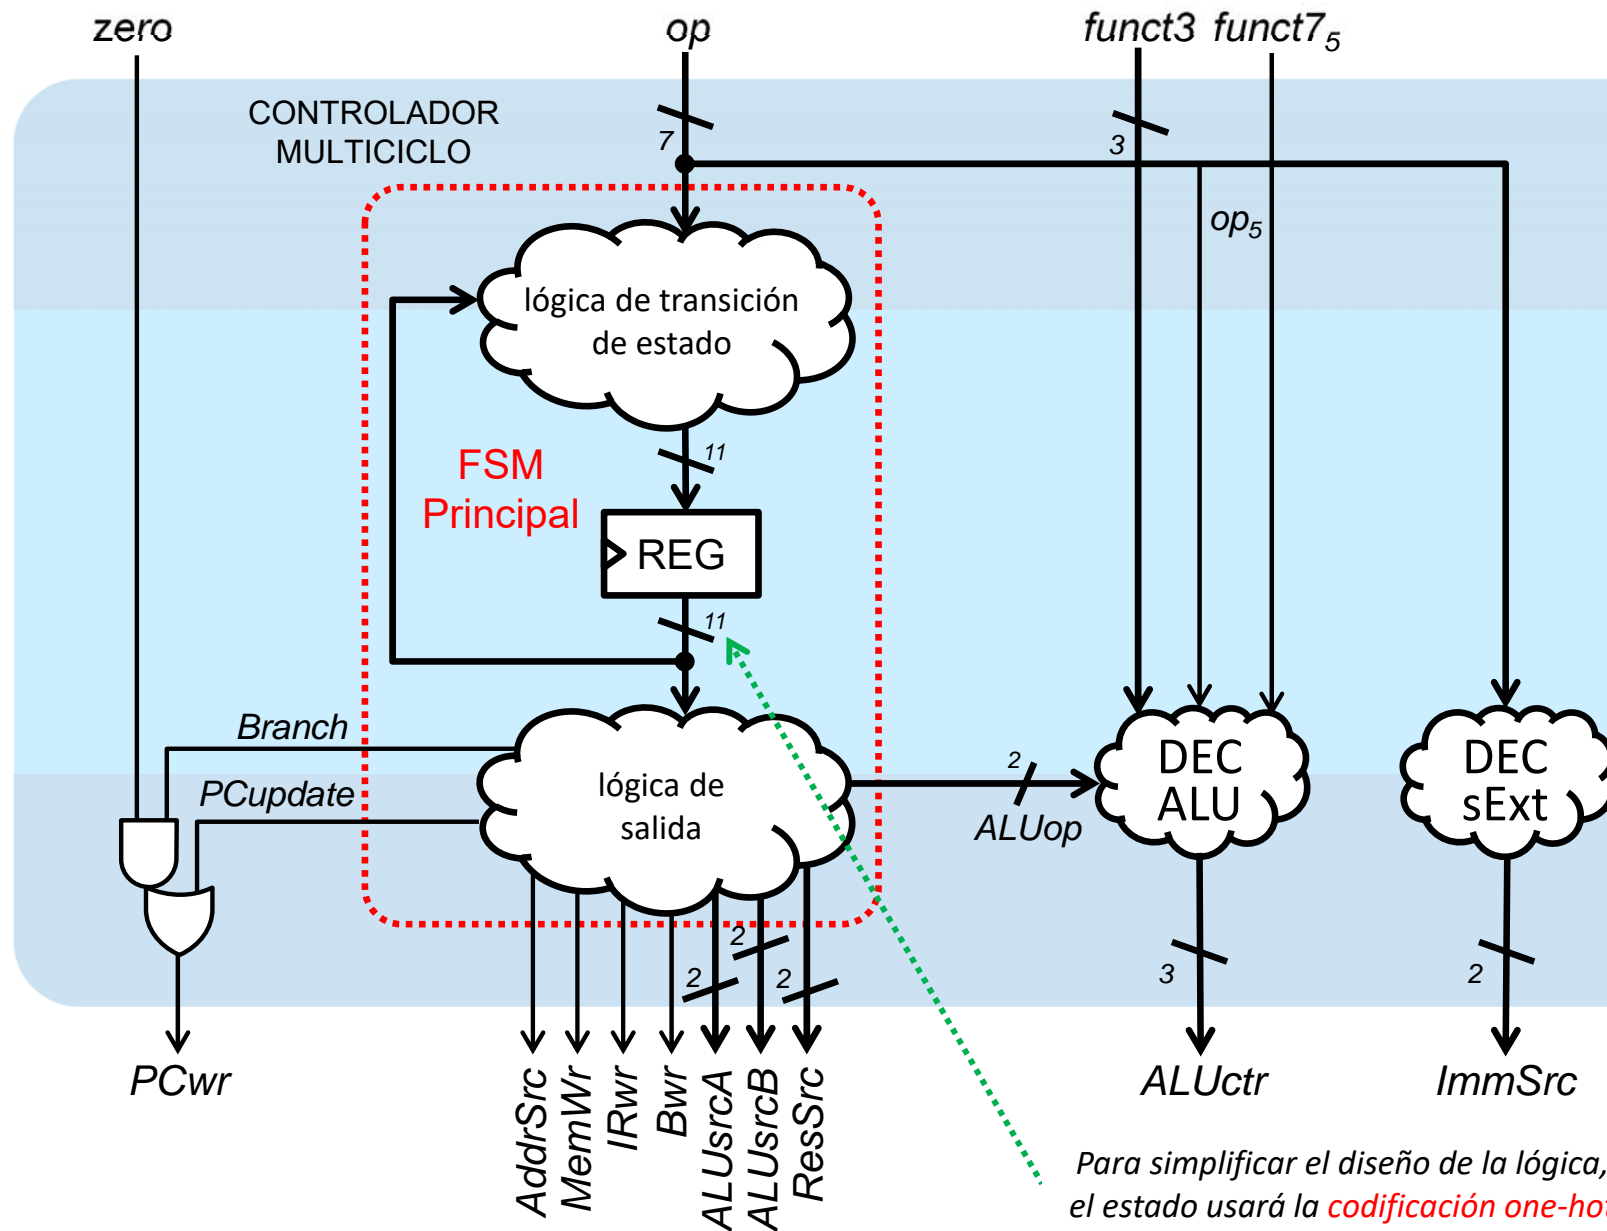 zero
op
funct3
funct7₅
CONTROLADOR
MULTICICLO
7
3
op₅
lógica de transición
de estado
11
FSM
Principal
REG
11
Branch
PCupdate
lógica de
salida
2
ALUop
DEC
ALU
DEC
sExt
2
2
2
3
2
PCwr
AddrSrc
MemWr
IRwr
Bwr
ALUsrcA
ALUsrcB
ResSrc
ALUctr
ImmSrc
Para simplificar el diseño de la lógica,
el estado usará la codificación one-hot